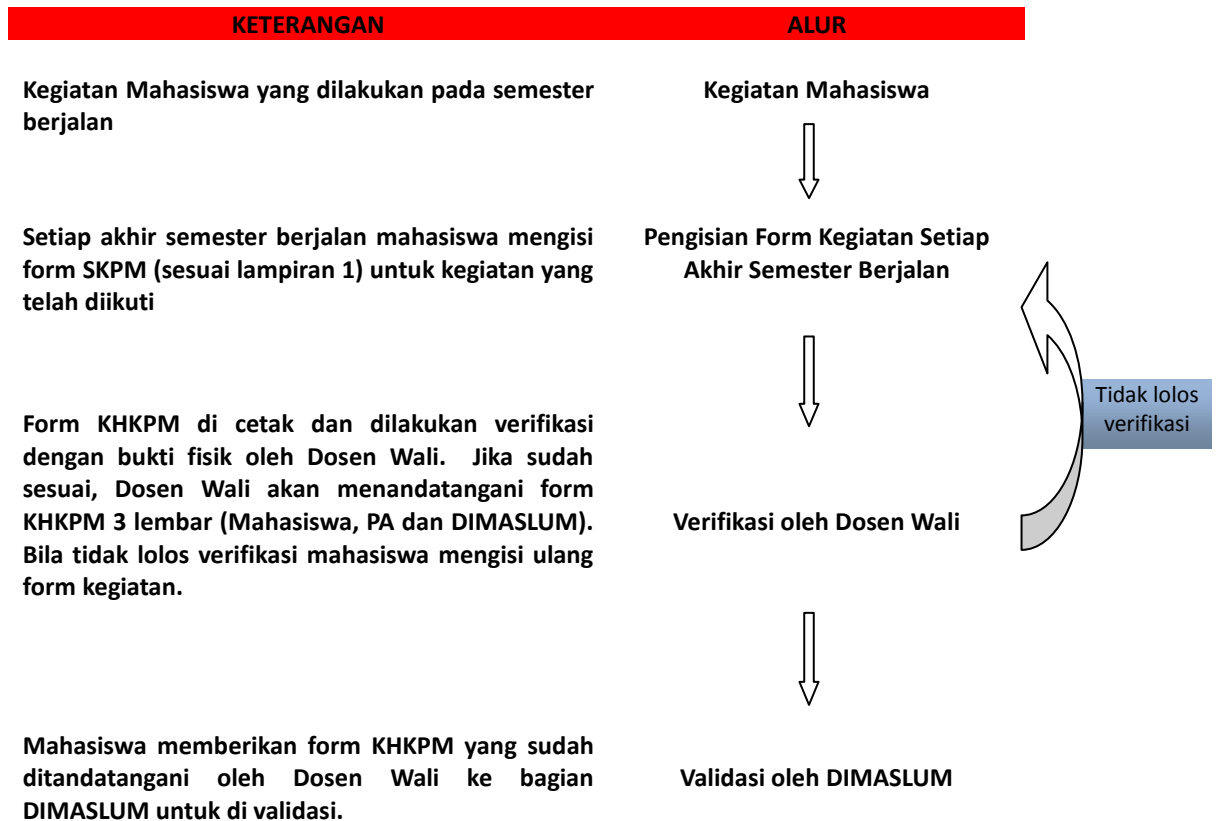 KETERANGAN ALUR
Kegiatan Mahasiswa yang dilakukan pada semester
berjalan
Kegiatan Mahasiswa
Setiap akhir semester berjalan mahasiswa mengisi
form SKPM (sesuai lampiran 1) untuk kegiatan yang
telah diikuti
Pengisian Form Kegiatan Setiap
Akhir Semester Berjalan
Tidak lolos
verifikasi
Form KHKPM di cetak dan dilakukan verifikasi
dengan bukti fisik oleh Dosen Wali. Jika sudah
sesuai, Dosen Wali akan menandatangani form
KHKPM 3 lembar (Mahasiswa, PA dan DIMASLUM).
Bila tidak lolos verifikasi mahasiswa mengisi ulang
form kegiatan.
Verifikasi oleh Dosen Wali
Mahasiswa memberikan form KHKPM yang sudah
ditandatangani oleh Dosen Wali ke bagian
DIMASLUM untuk di validasi.
Validasi oleh DIMASLUM